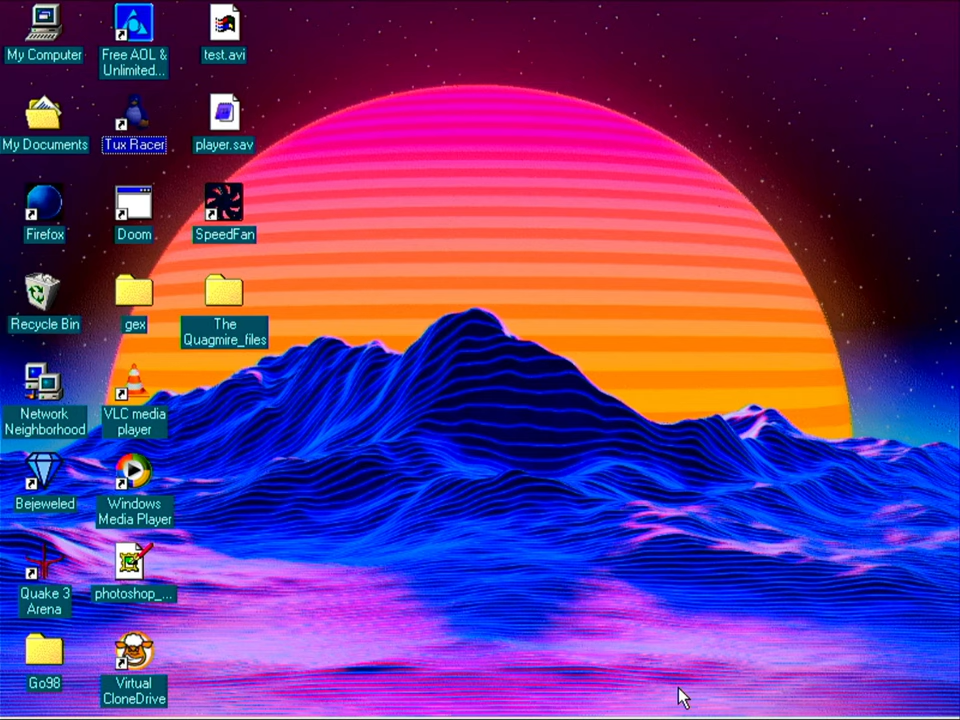 My Computer
Free AOL &
Unlimited...
test.avi
My Documents
Tux Racer
player.sav
Firefox
Doom
SpeedFan
Recycle Bin
gex
The
Quagmire_files
Network
Neighborhood
VLC media
player
Bejeweled
Windows
Media Player
Quake 3
Arena
photoshop_...
Go98
Virtual
CloneDrive